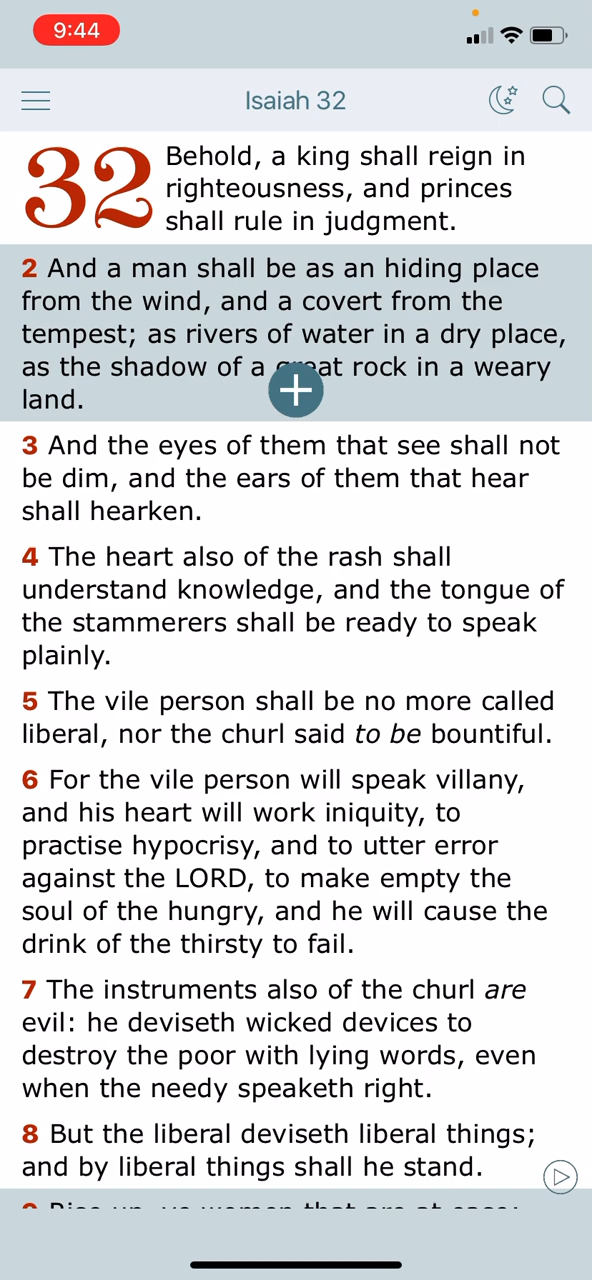 9:44
Isaiah 32
32 Behold, a king shall reign in
righteousness, and princes
shall rule in judgment.
2 And a man shall be as an hiding place
from the wind, and a covert from the
tempest; as rivers of water in a dry place,
as the shadow of a great rock in a weary
land.
3 And the eyes of them that see shall not
be dim, and the ears of them that hear
shall hearken.
4 The heart also of the rash shall
understand knowledge, and the tongue of
the stammerers shall be ready to speak
plainly.
5 The vile person shall be no more called
liberal, nor the churl said to be bountiful.
6 For the vile person will speak villany,
and his heart will work iniquity, to
practise hypocrisy, and to utter error
against the LORD, to make empty the
soul of the hungry, and he will cause the
drink of the thirsty to fail.
7 The instruments also of the churl are
evil: he deviseth wicked devices to
destroy the poor with lying words, even
when the needy speaketh right.
8 But the liberal deviseth liberal things;
and by liberal things shall he stand.
9 Rise up, ye women that are at ease;